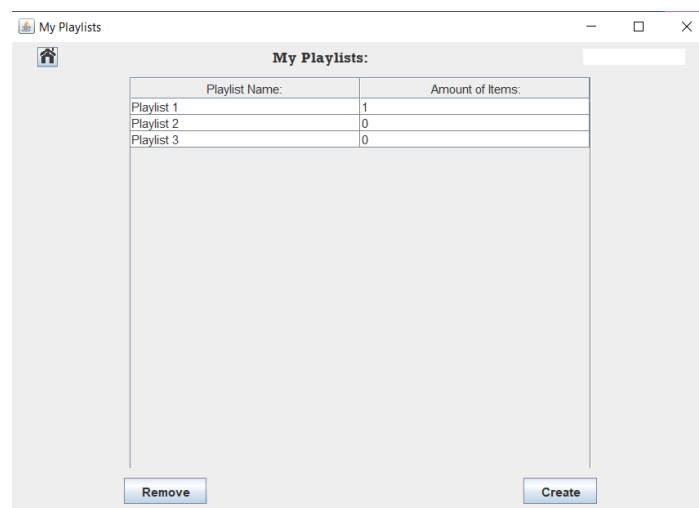 My Playlists
My Playlists:
Playlist Name: Amount of Items:
Playlist 1 1
Playlist 2 0
Playlist 3 0
Remove Create